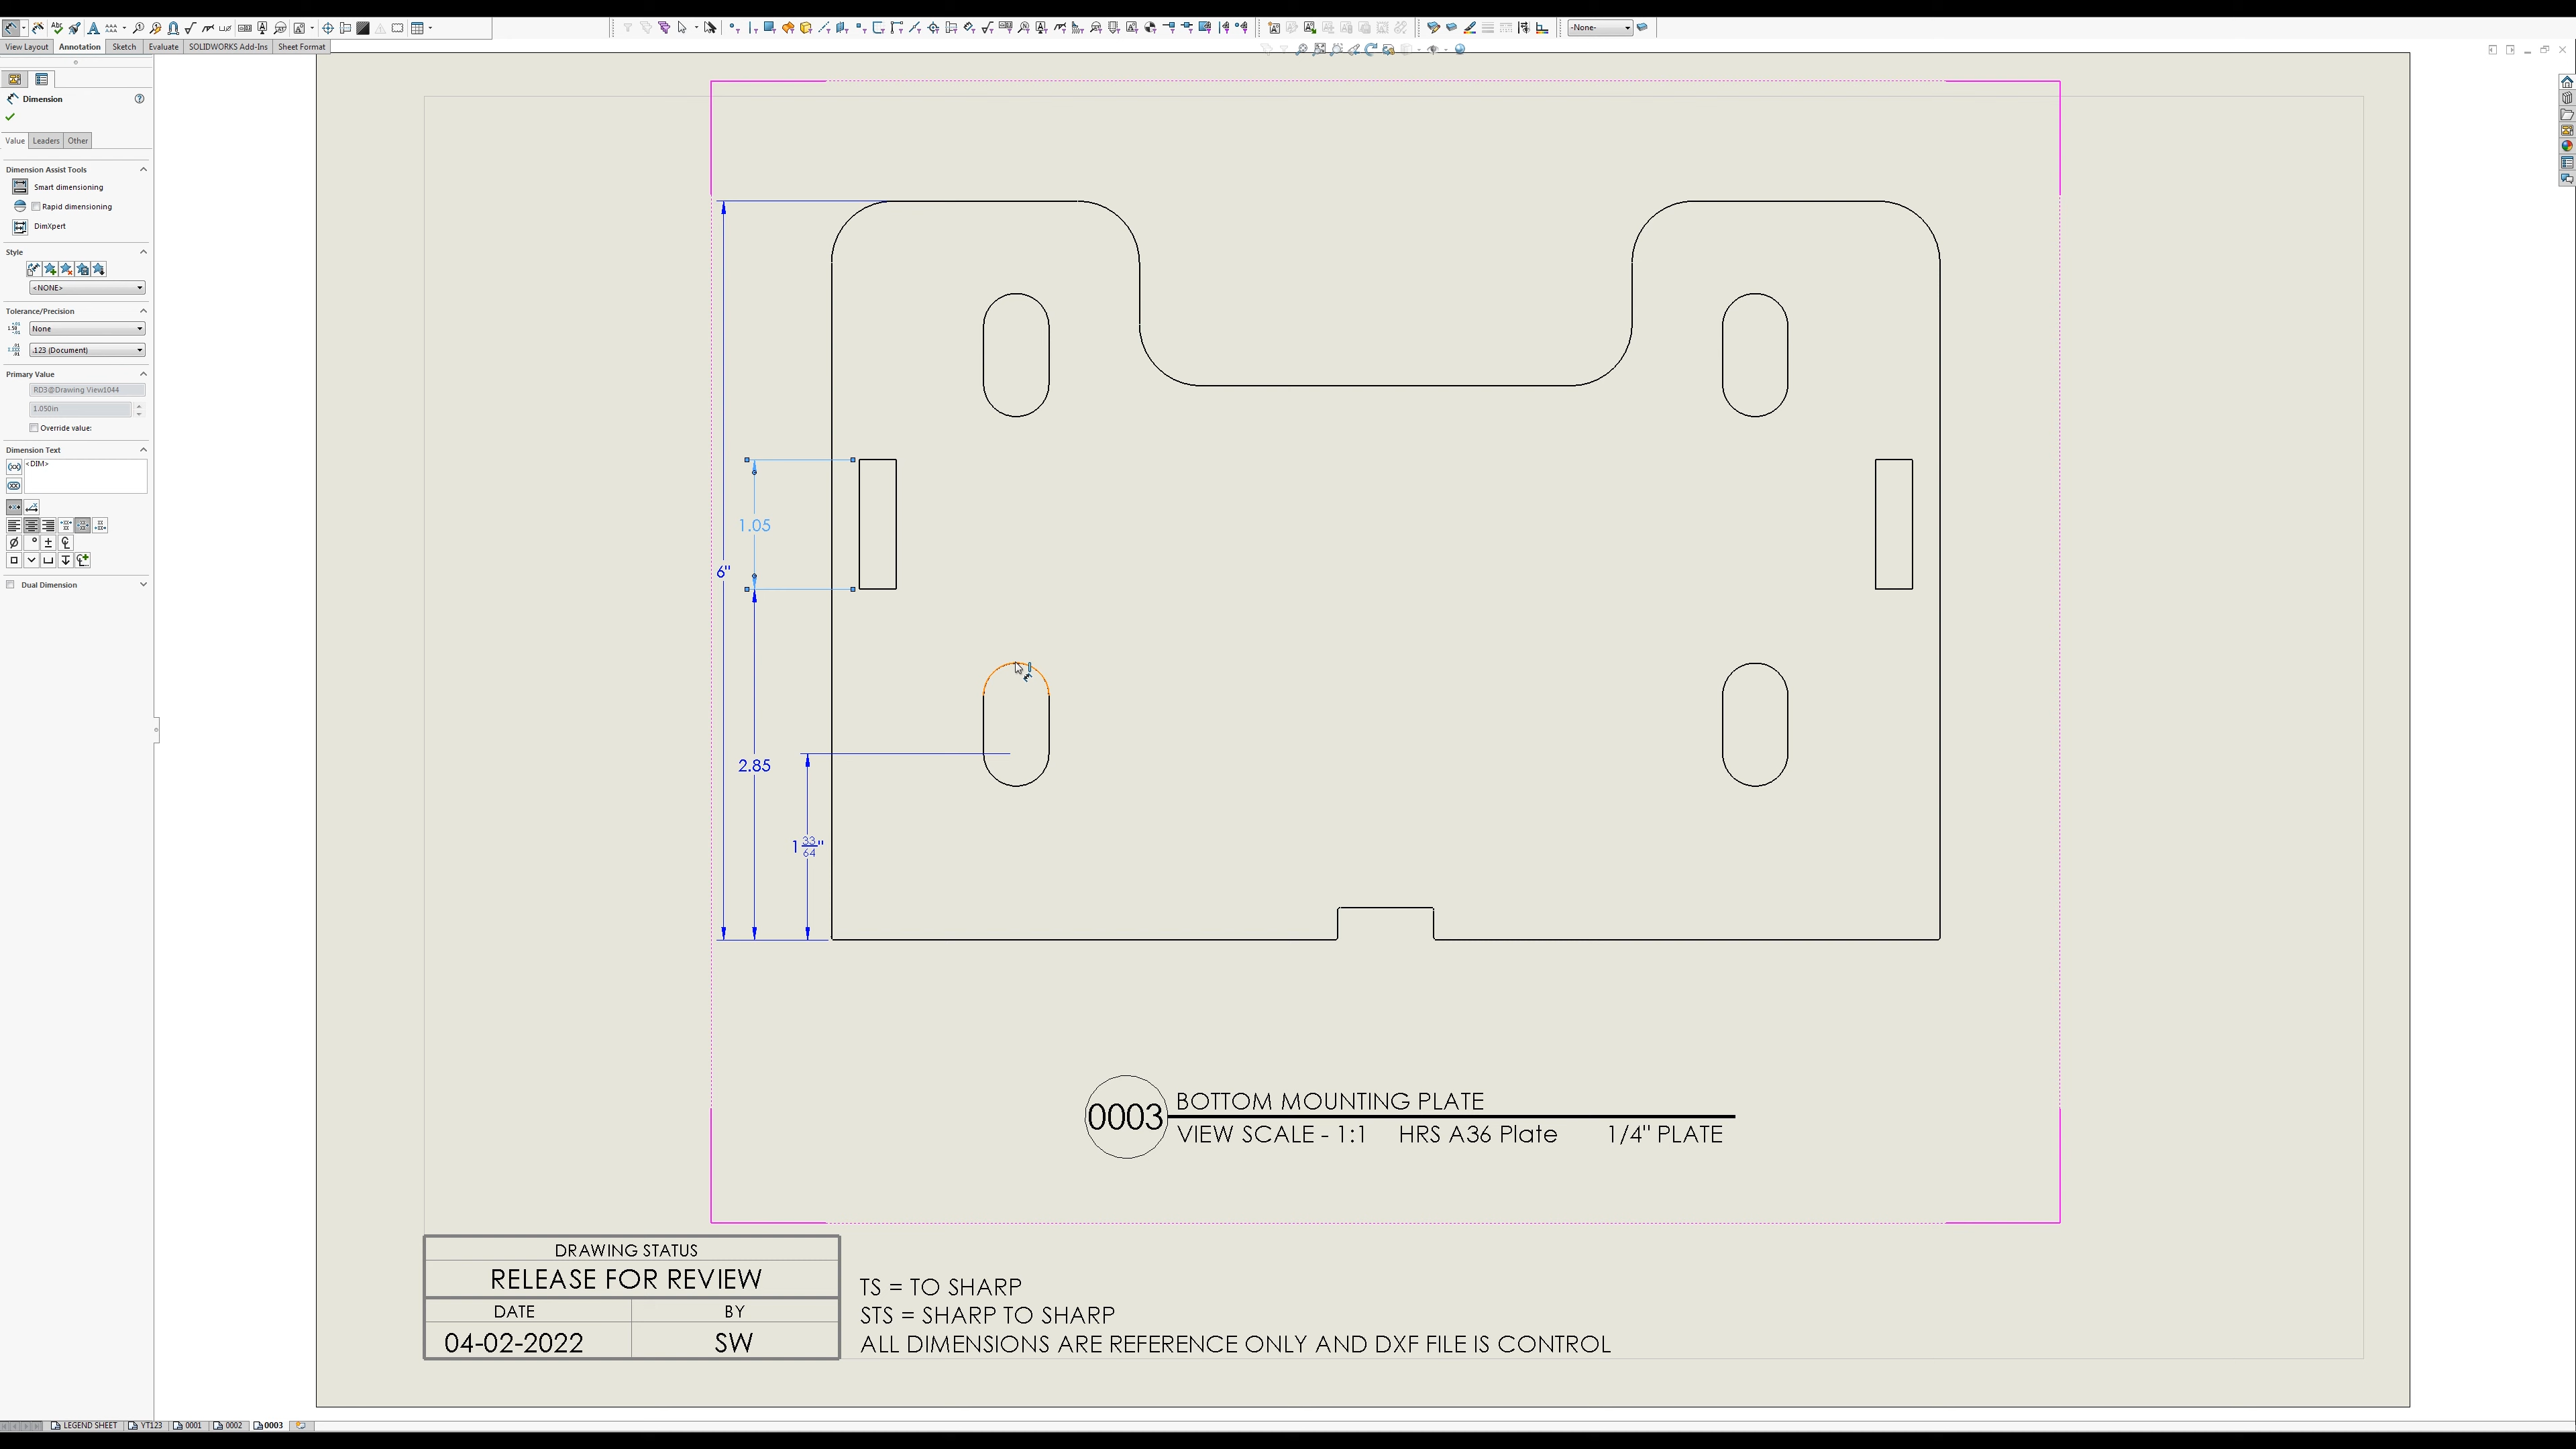 View Layout Annotation Sketch Evaluate SOLIDWORKS Add-Ins Sheet Format
-None-
Dimension
Value Leaders Other
Dimension Assist Tools
Smart dimensioning
Rapid dimensioning
DimXpert
Style
<NONE>
Tolerance/Precision
None
.123 (Document)
Primary Value
RD3@Drawing View1044
1.050in
Override value:
Dimension Text
<DIM>
Dual Dimension
1.05
6"
2.85
1 33/64"
0003
BOTTOM MOUNTING PLATE
VIEW SCALE - 1:1 HRS A36 Plate 1/4" PLATE
DRAWING STATUS
RELEASE FOR REVIEW
DATE BY
04-02-2022 SW
TS = TO SHARP
STS = SHARP TO SHARP
ALL DIMENSIONS ARE REFERENCE ONLY AND DXF FILE IS CONTROL
LEGEND SHEET YT123 0001 0002 0003